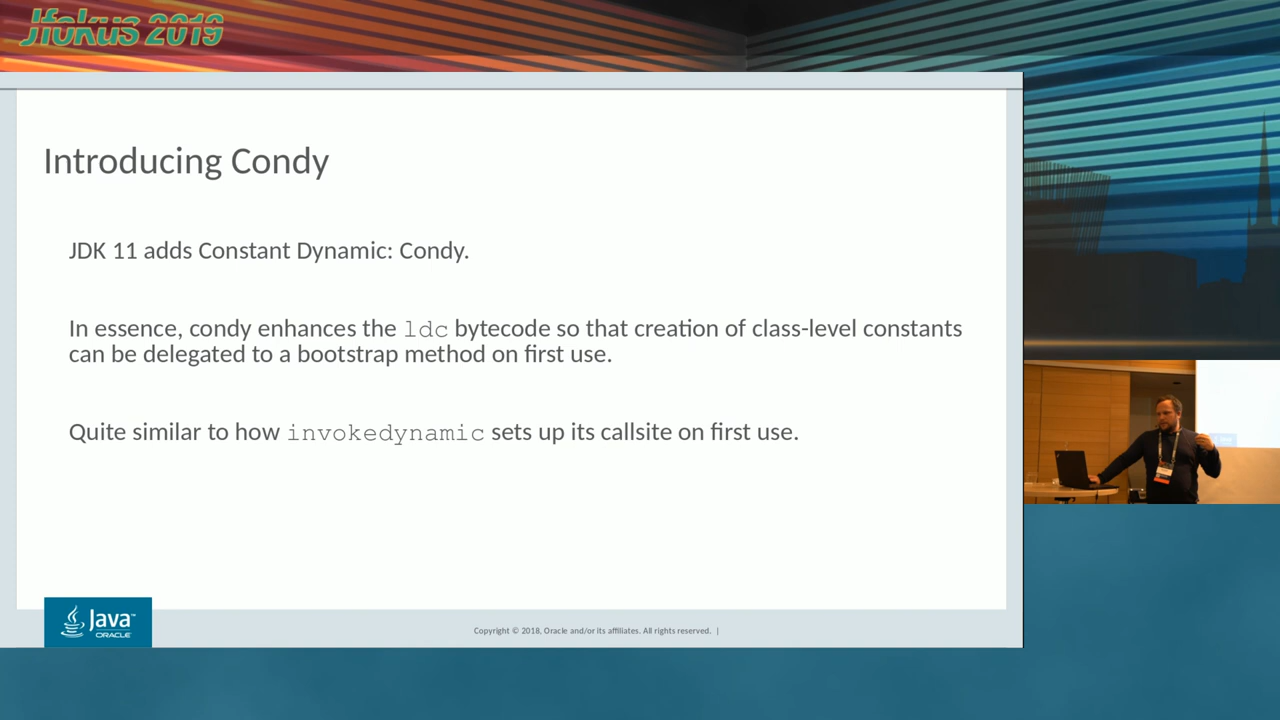 Jfokus 2019
Introducing Condy
JDK 11 adds Constant Dynamic: Condy.
In essence, condy enhances the ldc bytecode so that creation of class-level constants
can be delegated to a bootstrap method on first use.
Quite similar to how invokedynamic sets up its callsite on first use.
Java™
ORACLE
Copyright © 2018, Oracle and/or its affiliates. All rights reserved. |